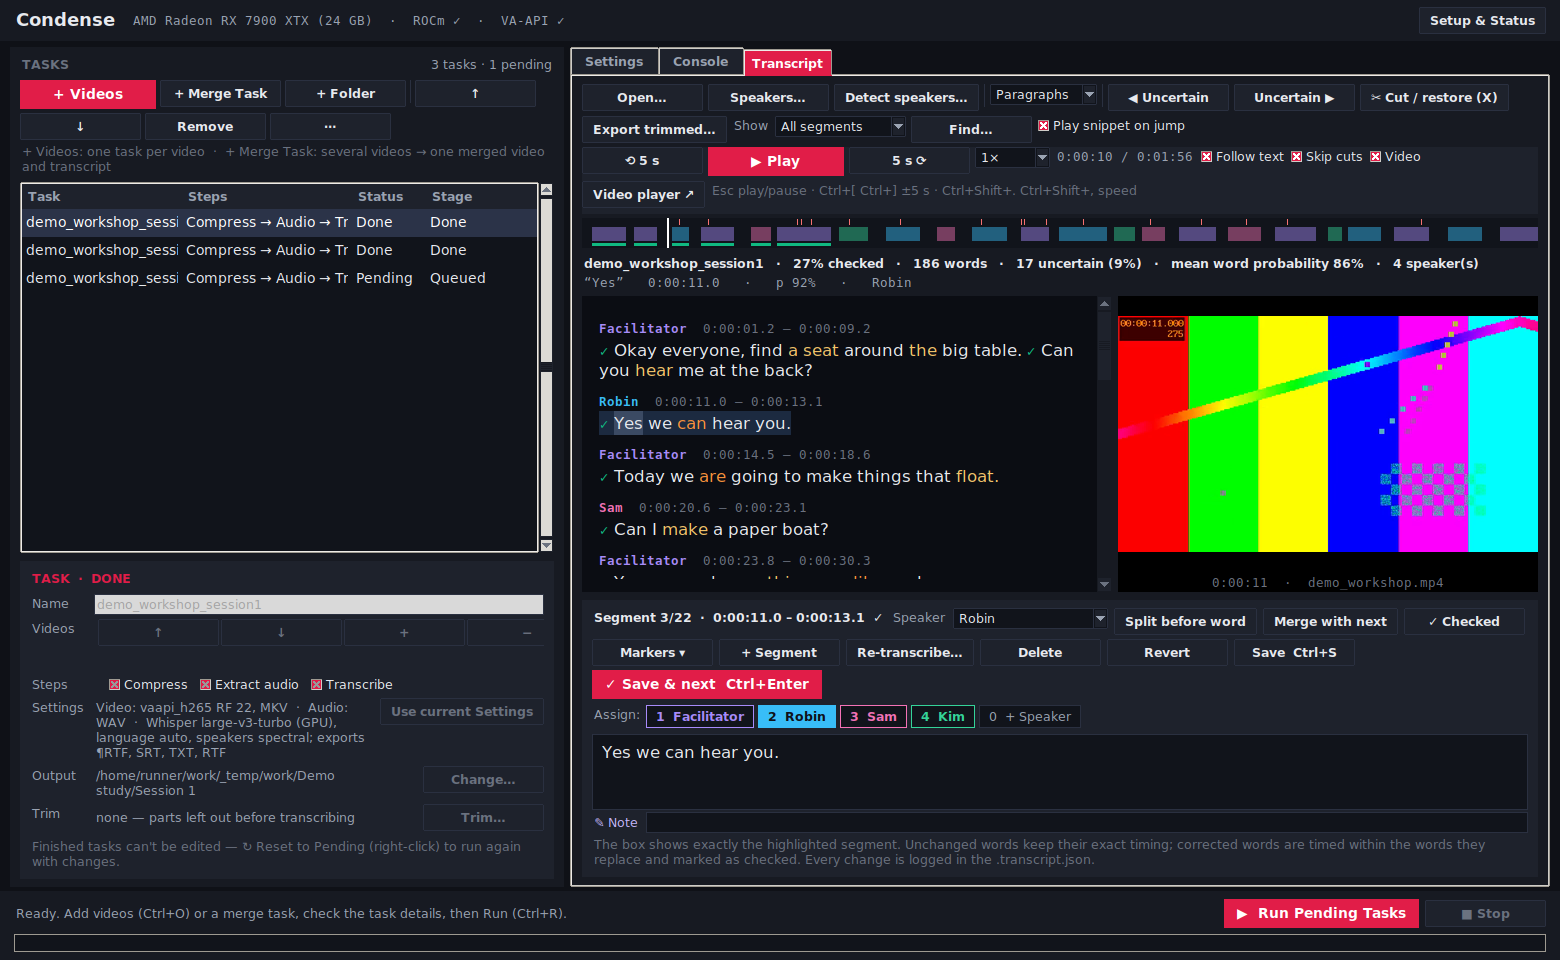 Condense AMD Radeon RX 7900 XTX (24 GB) · ROCm ✓ · VA-API ✓ Setup & Status
TASKS 3 tasks · 1 pending
+ Videos + Merge Task + Folder ↑
↓ Remove ···
+ Videos: one task per video · + Merge Task: several videos → one merged video
and transcript
Task Steps Status Stage
demo_workshop_sessi Compress → Audio → Tr Done Done
demo_workshop_sessi Compress → Audio → Tr Done Done
demo_workshop_sessi Compress → Audio → Tr Pending Queued
TASK · DONE
Name demo_workshop_session1
Videos ↑ ↓ + −
Steps Compress Extract audio Transcribe
Settings Video: vaapi_h265 RF 22, MKV · Audio:
WAV · Whisper large-v3-turbo (GPU),
language auto, speakers spectral; exports
¶RTF, SRT, TXT, RTF
Use current Settings
Output /home/runner/work/_temp/work/Demo
study/Session 1
Change…
Trim none — parts left out before transcribing Trim…
Finished tasks can't be edited — ↻ Reset to Pending (right-click) to run again
with changes.
Settings Console Transcript
Open… Speakers… Detect speakers… Paragraphs ◀ Uncertain Uncertain ▶ ✂ Cut / restore (X)
Export trimmed… Show All segments Find… Play snippet on jump
⟲ 5 s ▶ Play 5 s ⟳ 1× 0:00:10 / 0:01:56 Follow text Skip cuts Video
Video player ↗ Esc play/pause · Ctrl+[ Ctrl+] ±5 s · Ctrl+Shift+. Ctrl+Shift+, speed
demo_workshop_session1 · 27% checked · 186 words · 17 uncertain (9%) · mean word probability 86% · 4 speaker(s)
“Yes” 0:00:11.0 · p 92% · Robin
Facilitator 0:00:01.2 – 0:00:09.2
✓ Okay everyone, find a seat around the big table. ✓ Can
you hear me at the back?
Robin 0:00:11.0 – 0:00:13.1
✓ Yes we can hear you.
Facilitator 0:00:14.5 – 0:00:18.6
✓ Today we are going to make things that float.
Sam 0:00:20.6 – 0:00:23.1
✓ Can I make a paper boat?
Facilitator 0:00:23.8 – 0:00:30.3
00:00:11.000
275
0:00:11 · demo_workshop.mp4
Segment 3/22 · 0:00:11.0 – 0:00:13.1 ✓ Speaker Robin Split before word Merge with next ✓ Checked
Markers ▾ + Segment Re-transcribe… Delete Revert Save Ctrl+S
✓ Save & next Ctrl+Enter
Assign: 1 Facilitator 2 Robin 3 Sam 4 Kim 0 + Speaker
Yes we can hear you.
✎ Note
The box shows exactly the highlighted segment. Unchanged words keep their exact timing; corrected words are timed within the words they
replace and marked as checked. Every change is logged in the .transcript.json.
Ready. Add videos (Ctrl+O) or a merge task, check the task details, then Run (Ctrl+R). ▶ Run Pending Tasks ■ Stop